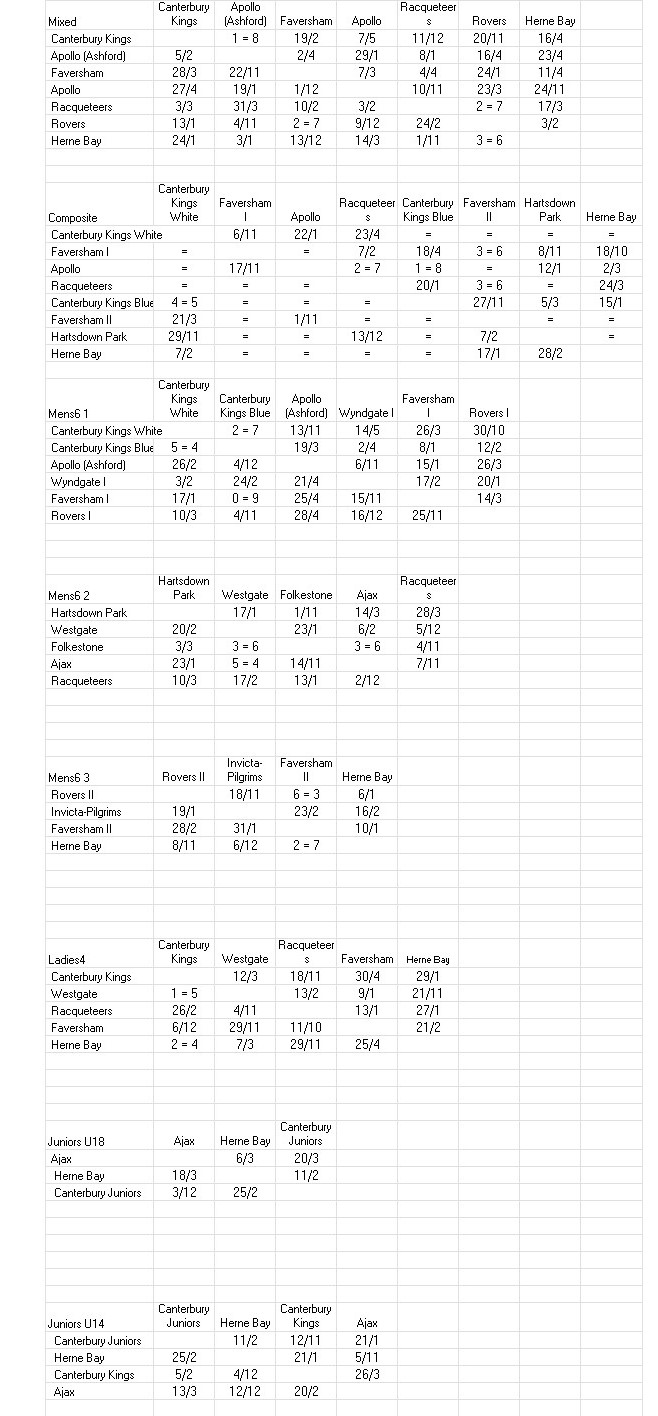 Mixed Canterbury Kings Apollo (Ashford) Faversham Apollo Racqueteers Rovers Herne Bay
Canterbury Kings 1 = 8 19/2 7/5 11/12 20/11 16/4
Apollo (Ashford) 5/2 2/4 29/1 8/1 16/4 23/4
Faversham 28/3 22/11 7/3 4/4 24/1 11/4
Apollo 27/4 19/1 1/12 10/11 23/3 24/11
Racqueteers 3/3 31/3 10/2 3/2 2 = 7 17/3
Rovers 13/1 4/11 2 = 7 9/12 24/2 3/2
Herne Bay 24/1 3/1 13/12 14/3 1/11 3 = 6
Composite Canterbury Kings White Faversham I Apollo Racqueteers Canterbury Kings Blue Faversham II Hartsdown Park Herne Bay
Canterbury Kings White 6/11 22/1 23/4 = = = =
Faversham I = = 7/2 18/4 3 = 6 8/11 18/10
Apollo = 17/11 2 = 7 1 = 8 = 12/1 2/3
Racqueteers = = = 20/1 3 = 6 = 24/3
Canterbury Kings Blue 4 = 5 = = = 27/11 5/3 15/1
Faversham II 21/3 = 1/11 = = = =
Hartsdown Park 29/11 = = 13/12 = 7/2 =
Herne Bay 7/2 = = = = 17/1 28/2
Mens6 1 Canterbury Kings White Canterbury Kings Blue Apollo (Ashford) Wyndgate I Faversham I Rovers I
Canterbury Kings White 2 = 7 13/11 14/5 26/3 30/10
Canterbury Kings Blue 5 = 4 19/3 2/4 8/1 12/2
Apollo (Ashford) 26/2 4/12 6/11 15/1 26/3
Wyndgate I 3/2 24/2 21/4 17/2 20/1
Faversham I 17/1 0 = 9 25/4 15/11 14/3
Rovers I 10/3 4/11 28/4 16/12 25/11
Mens6 2 Hartsdown Park Westgate Folkestone Ajax Racqueteers
Hartsdown Park 17/1 1/11 14/3 28/3
Westgate 20/2 23/1 6/2 5/12
Folkestone 3/3 3 = 6 3 = 6 4/11
Ajax 23/1 5 = 4 14/11 7/11
Racqueteers 10/3 17/2 13/1 2/12
Mens6 3 Rovers II Invicta-Pilgrims Faversham II Herne Bay
Rovers II 18/11 6 = 3 6/1
Invicta-Pilgrims 19/1 23/2 16/2
Faversham II 28/2 31/1 10/1
Herne Bay 8/11 6/12 2 = 7
Ladies4 Canterbury Kings Westgate Racqueteers Faversham Herne Bay
Canterbury Kings 12/3 18/11 30/4 29/1
Westgate 1 = 5 13/2 9/1 21/11
Racqueteers 26/2 4/11 13/1 27/1
Faversham 6/12 29/11 11/10 21/2
Herne Bay 2 = 4 7/3 29/11 25/4
Juniors U18 Ajax Herne Bay Canterbury Juniors
Ajax 6/3 20/3
Herne Bay 18/3 11/2
Canterbury Juniors 3/12 25/2
Juniors U14 Canterbury Juniors Herne Bay Canterbury Kings Ajax
Canterbury Juniors 11/2 12/11 21/1
Herne Bay 25/2 21/1 5/11
Canterbury Kings 5/2 4/12 26/3
Ajax 13/3 12/12 20/2